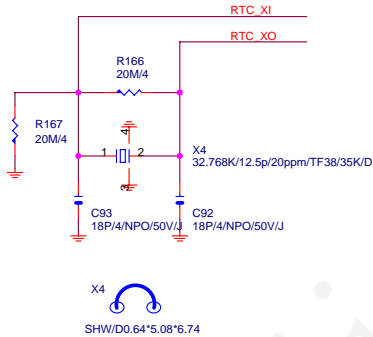 RTC_XI
RTC_XO
R166
20M/4
R167
20M/4
4
X4
1
2
32.768K/12.5p/20ppm/TF38/35K/D
3
C93
18P/4/NPO/50V/J
C92
18P/4/NPO/50V/J
X4
SHW/D0.64*5.08*6.74